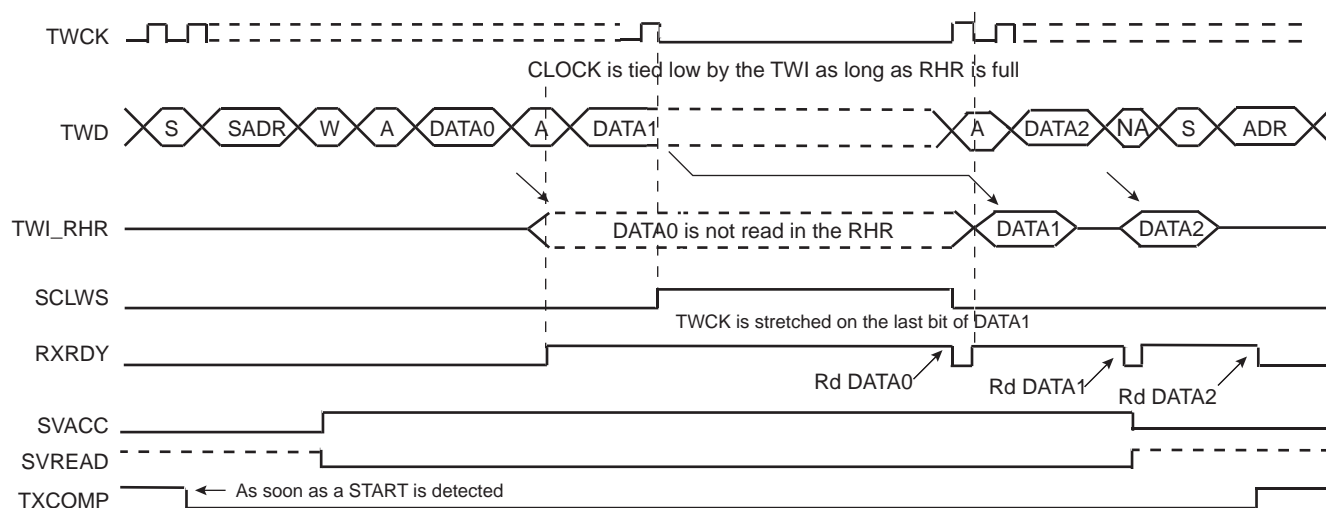 TWCK
CLOCK is tied low by the TWI as long as RHR is full
TWD S SADR W A DATA0 A DATA1 A DATA2 NA S ADR
TWI_RHR DATA0 is not read in the RHR DATA1 DATA2
SCLWS
TWCK is stretched on the last bit of DATA1
RXRDY
Rd DATA0 Rd DATA1 Rd DATA2
SVACC
SVREAD
TXCOMP As soon as a START is detected